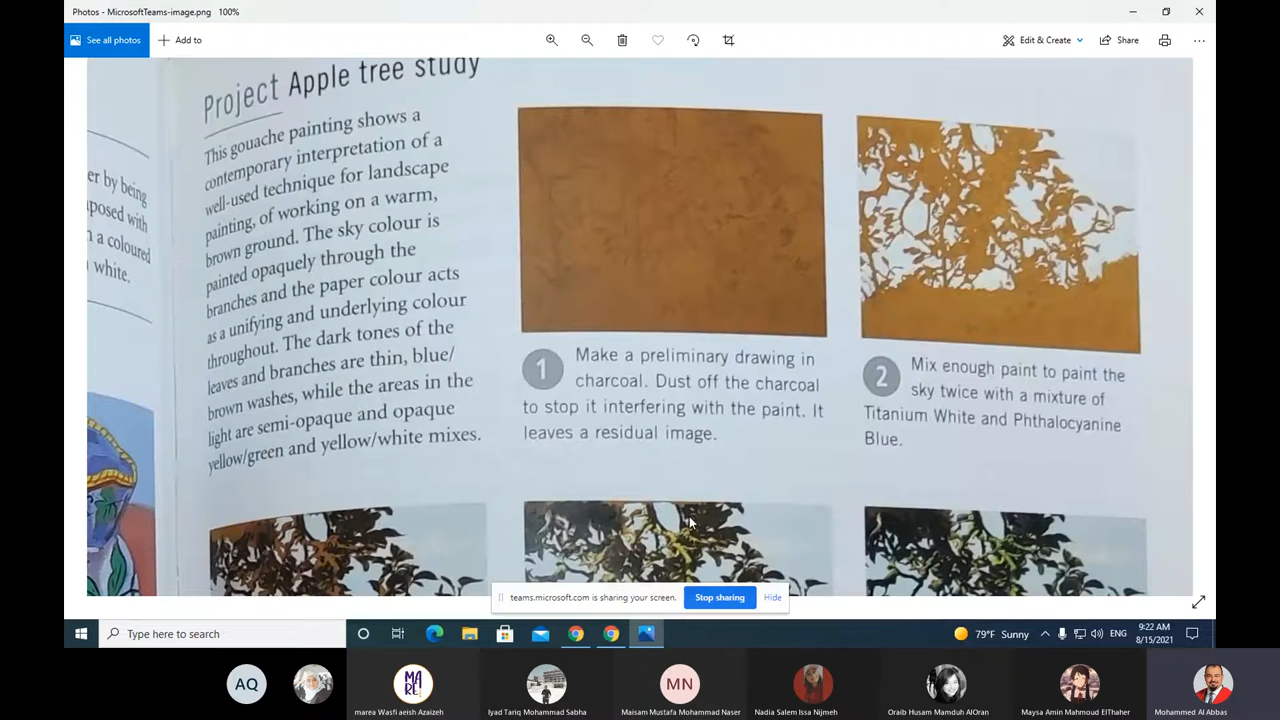 Photos - MicrosoftTeams-image.png 100%
See all photos
Add to
Edit & Create
Share
er by being
posed with
n a coloured
white.
Project Apple tree study
This gouache painting shows a
contemporary interpretation of a
well-used technique for landscape
painting, of working on a warm,
brown ground. The sky colour is
painted opaquely through the
branches and the paper colour acts
as a unifying and underlying colour
throughout. The dark tones of the
leaves and branches are thin, blue/
brown washes, while the areas in the
light are semi-opaque and opaque
yellow/green and yellow/white mixes.
1 Make a preliminary drawing in
charcoal. Dust off the charcoal
to stop it interfering with the paint. It
leaves a residual image.
2 Mix enough paint to paint the
sky twice with a mixture of
Titanium White and Phthalocyanine
Blue.
teams.microsoft.com is sharing your screen.
Stop sharing
Hide
Type here to search
79°F Sunny
ENG
9:22 AM
8/15/2021
AQ
MARE
marea Wasfi aeish Azaizeh
Iyad Tariq Mohammad Sabha
MN
Maisam Mustafa Mohammad Naser
Nadia Salem Issa Nijmeh
Oraib Husam Mamduh AlOran
Maysa Amin Mahmoud ElThaher
Mohammed Al Abbas